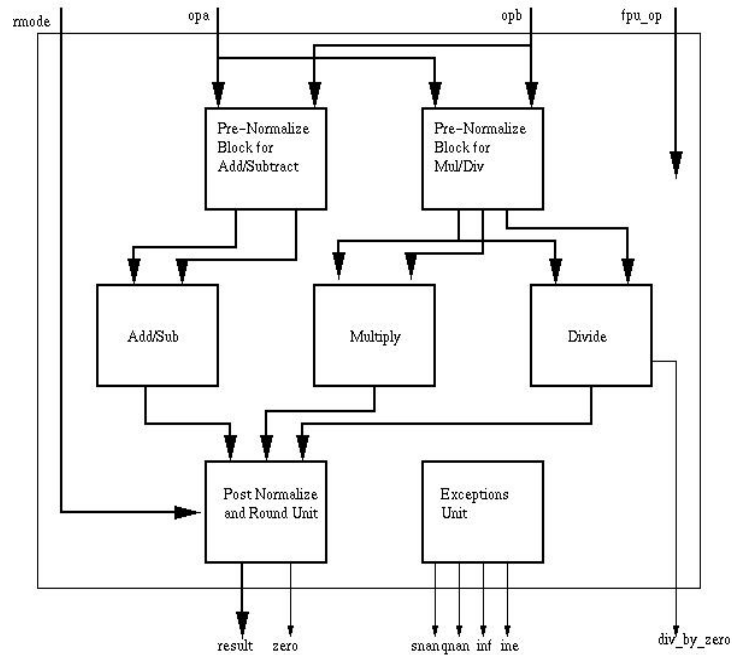 rmode
opa
opb
fpu_op
Pre-Normalize
Block for
Add/Subtract
Pre-Normalize
Block for
Mul/Div
Add/Sub
Multiply
Divide
Post Normalize
and Round Unit
Exceptions
Unit
result
zero
snan
qnan
inf
ine
div_by_zero